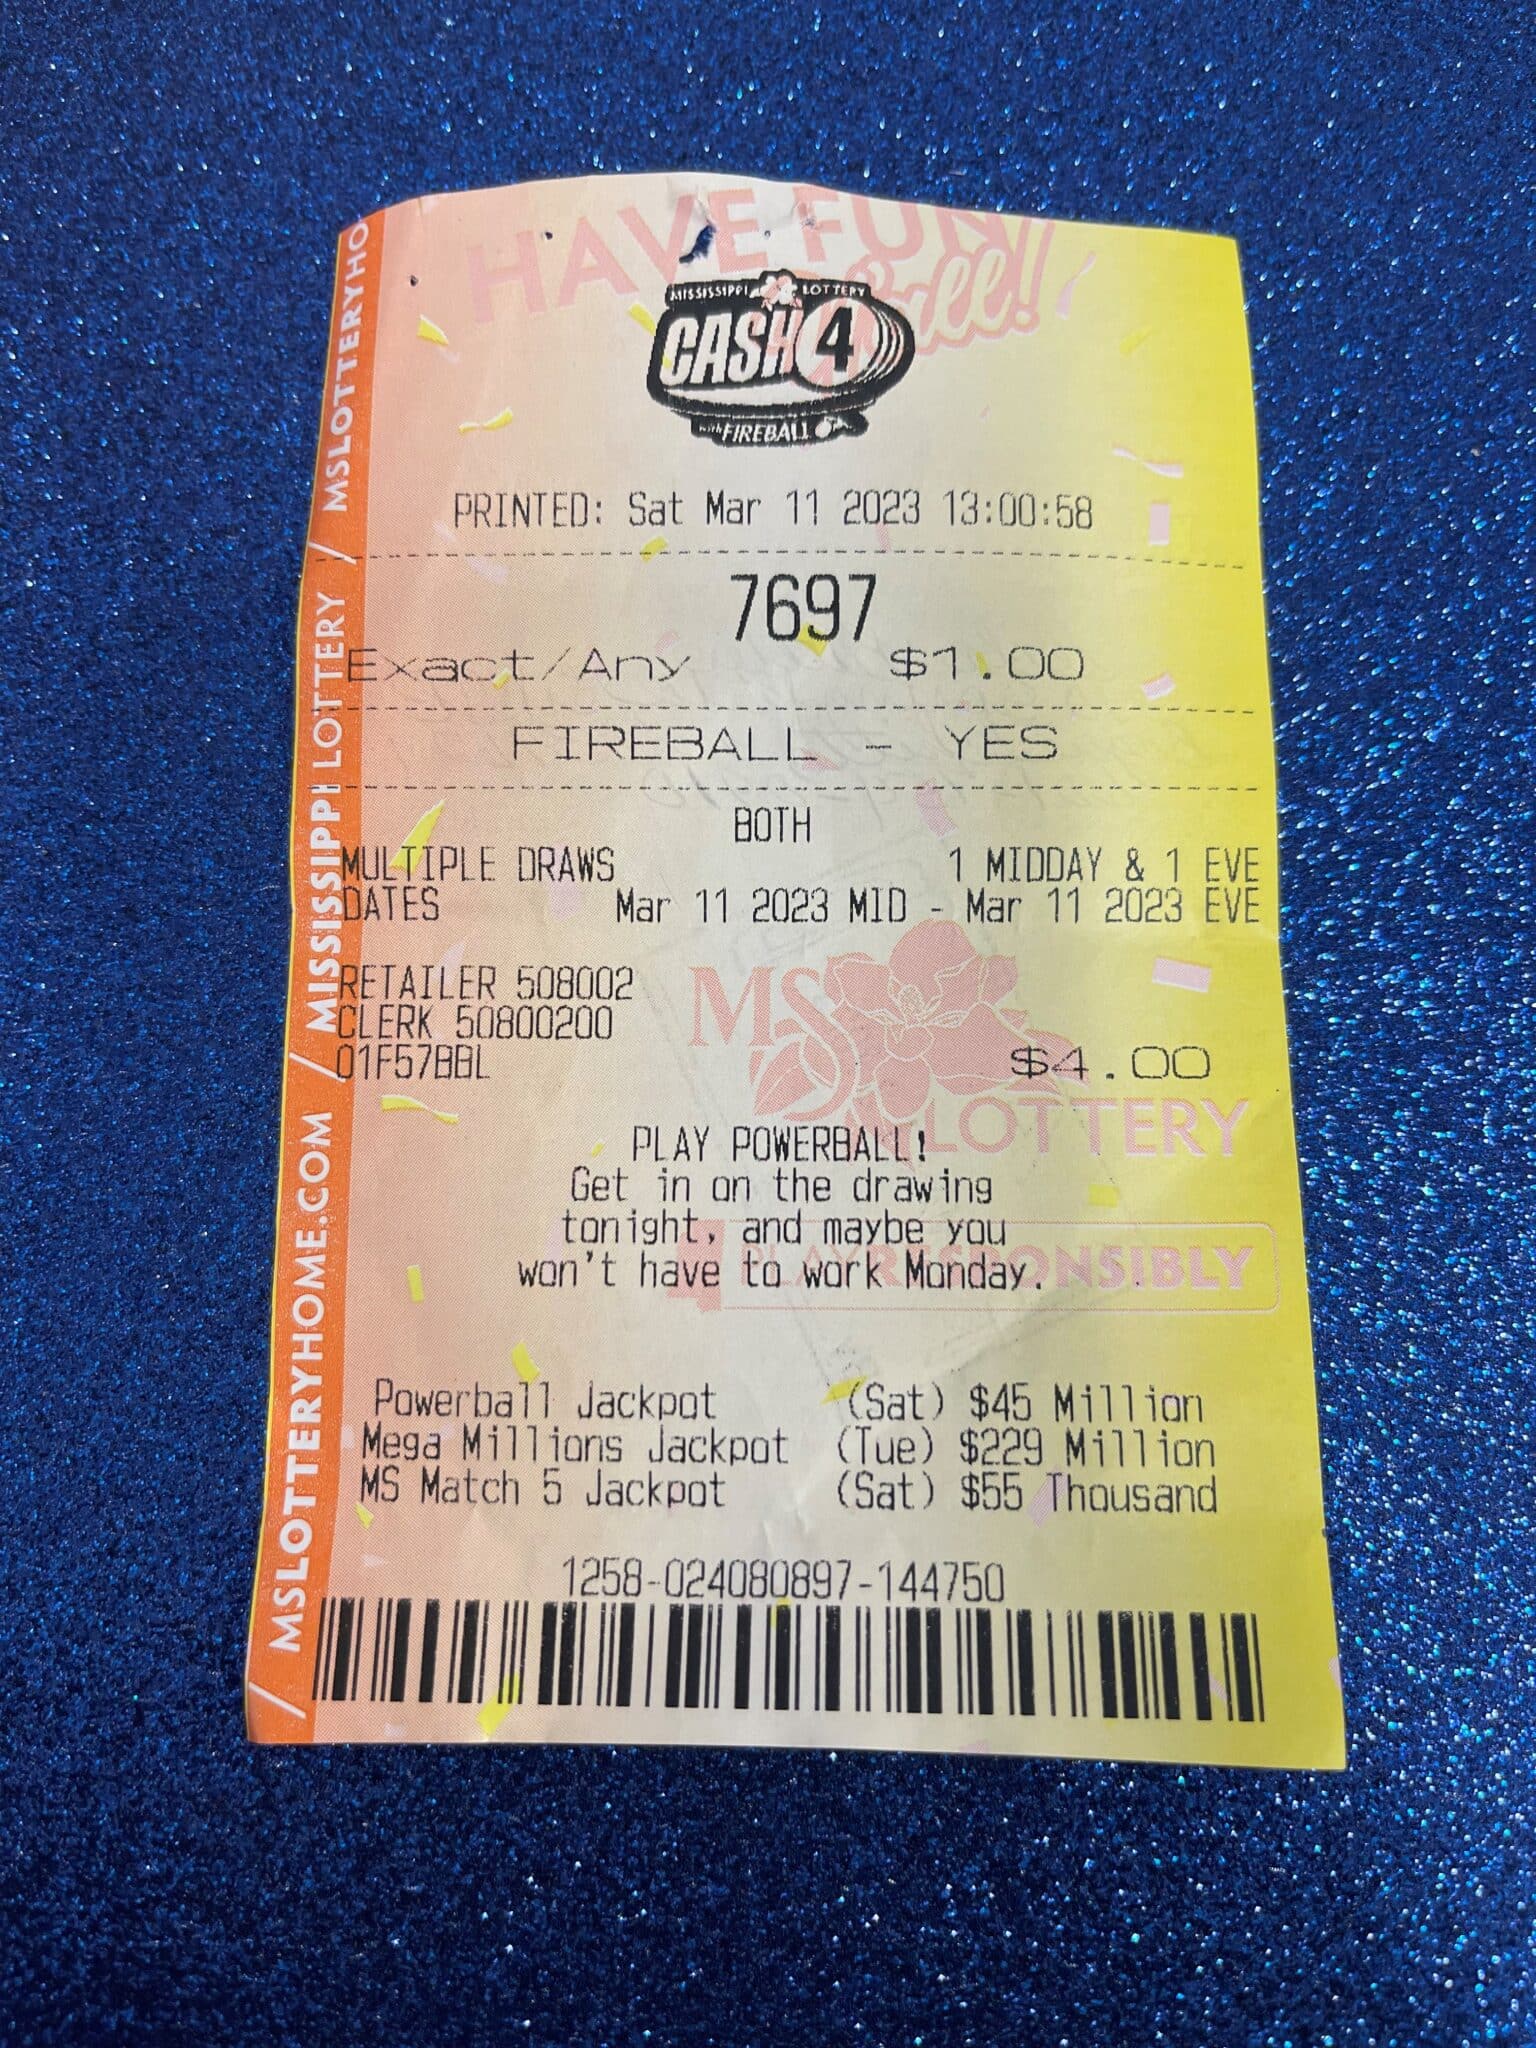 HAVE FUN
Y'all!
MISSISSIPPI LOTTERY
CASH 4
with FIREBALL
PRINTED: Sat Mar 11 2023 13:00:58
7697
Exact/Any $1.00
FIREBALL - YES
BOTH
MULTIPLE DRAWS 1 MIDDAY & 1 EVE
DATES Mar 11 2023 MID - Mar 11 2023 EVE
RETAILER 508002
CLERK 50800200
01F57BBL
$4.00
MS
LOTTERY
PLAY POWERBALL!
Get in on the drawing
tonight, and maybe you
won't have to work Monday.
PLAY RESPONSIBLY
Powerball Jackpot (Sat) $45 Million
Mega Millions Jackpot (Tue) $229 Million
MS Match 5 Jackpot (Sat) $55 Thousand
1258-024080897-144750
/ MSLOTTERYHOME.COM / MISSISSIPPI LOTTERY / MSLOTTERYHO